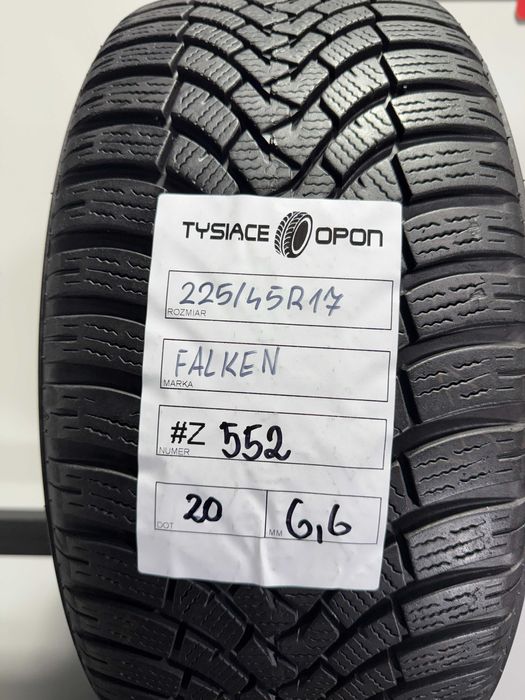 TYSIACE OPON
225/45R17
ROZMIAR
FALKEN
MARKA
#Z 552
NUMER
20 6,6
DOT MM